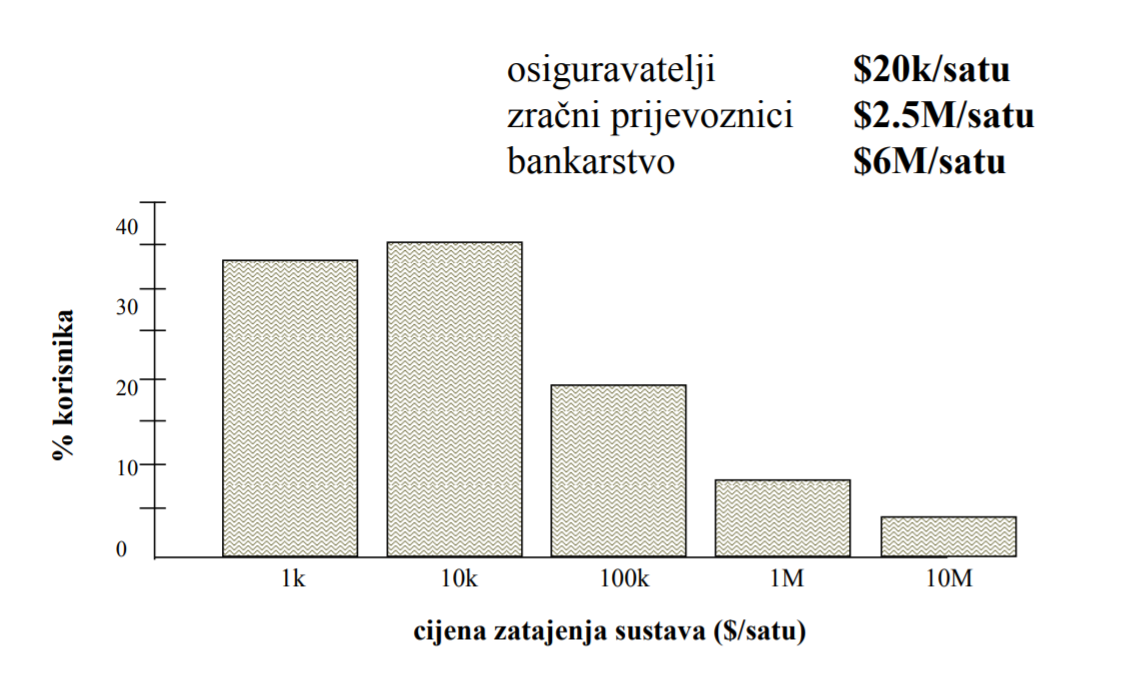 osiguravatelji $20k/satu
zračni prijevoznici $2.5M/satu
bankarstvo $6M/satu
40
30
20
10
0
% korisnika
1k 10k 100k 1M 10M
cijena zatajenja sustava ($/satu)